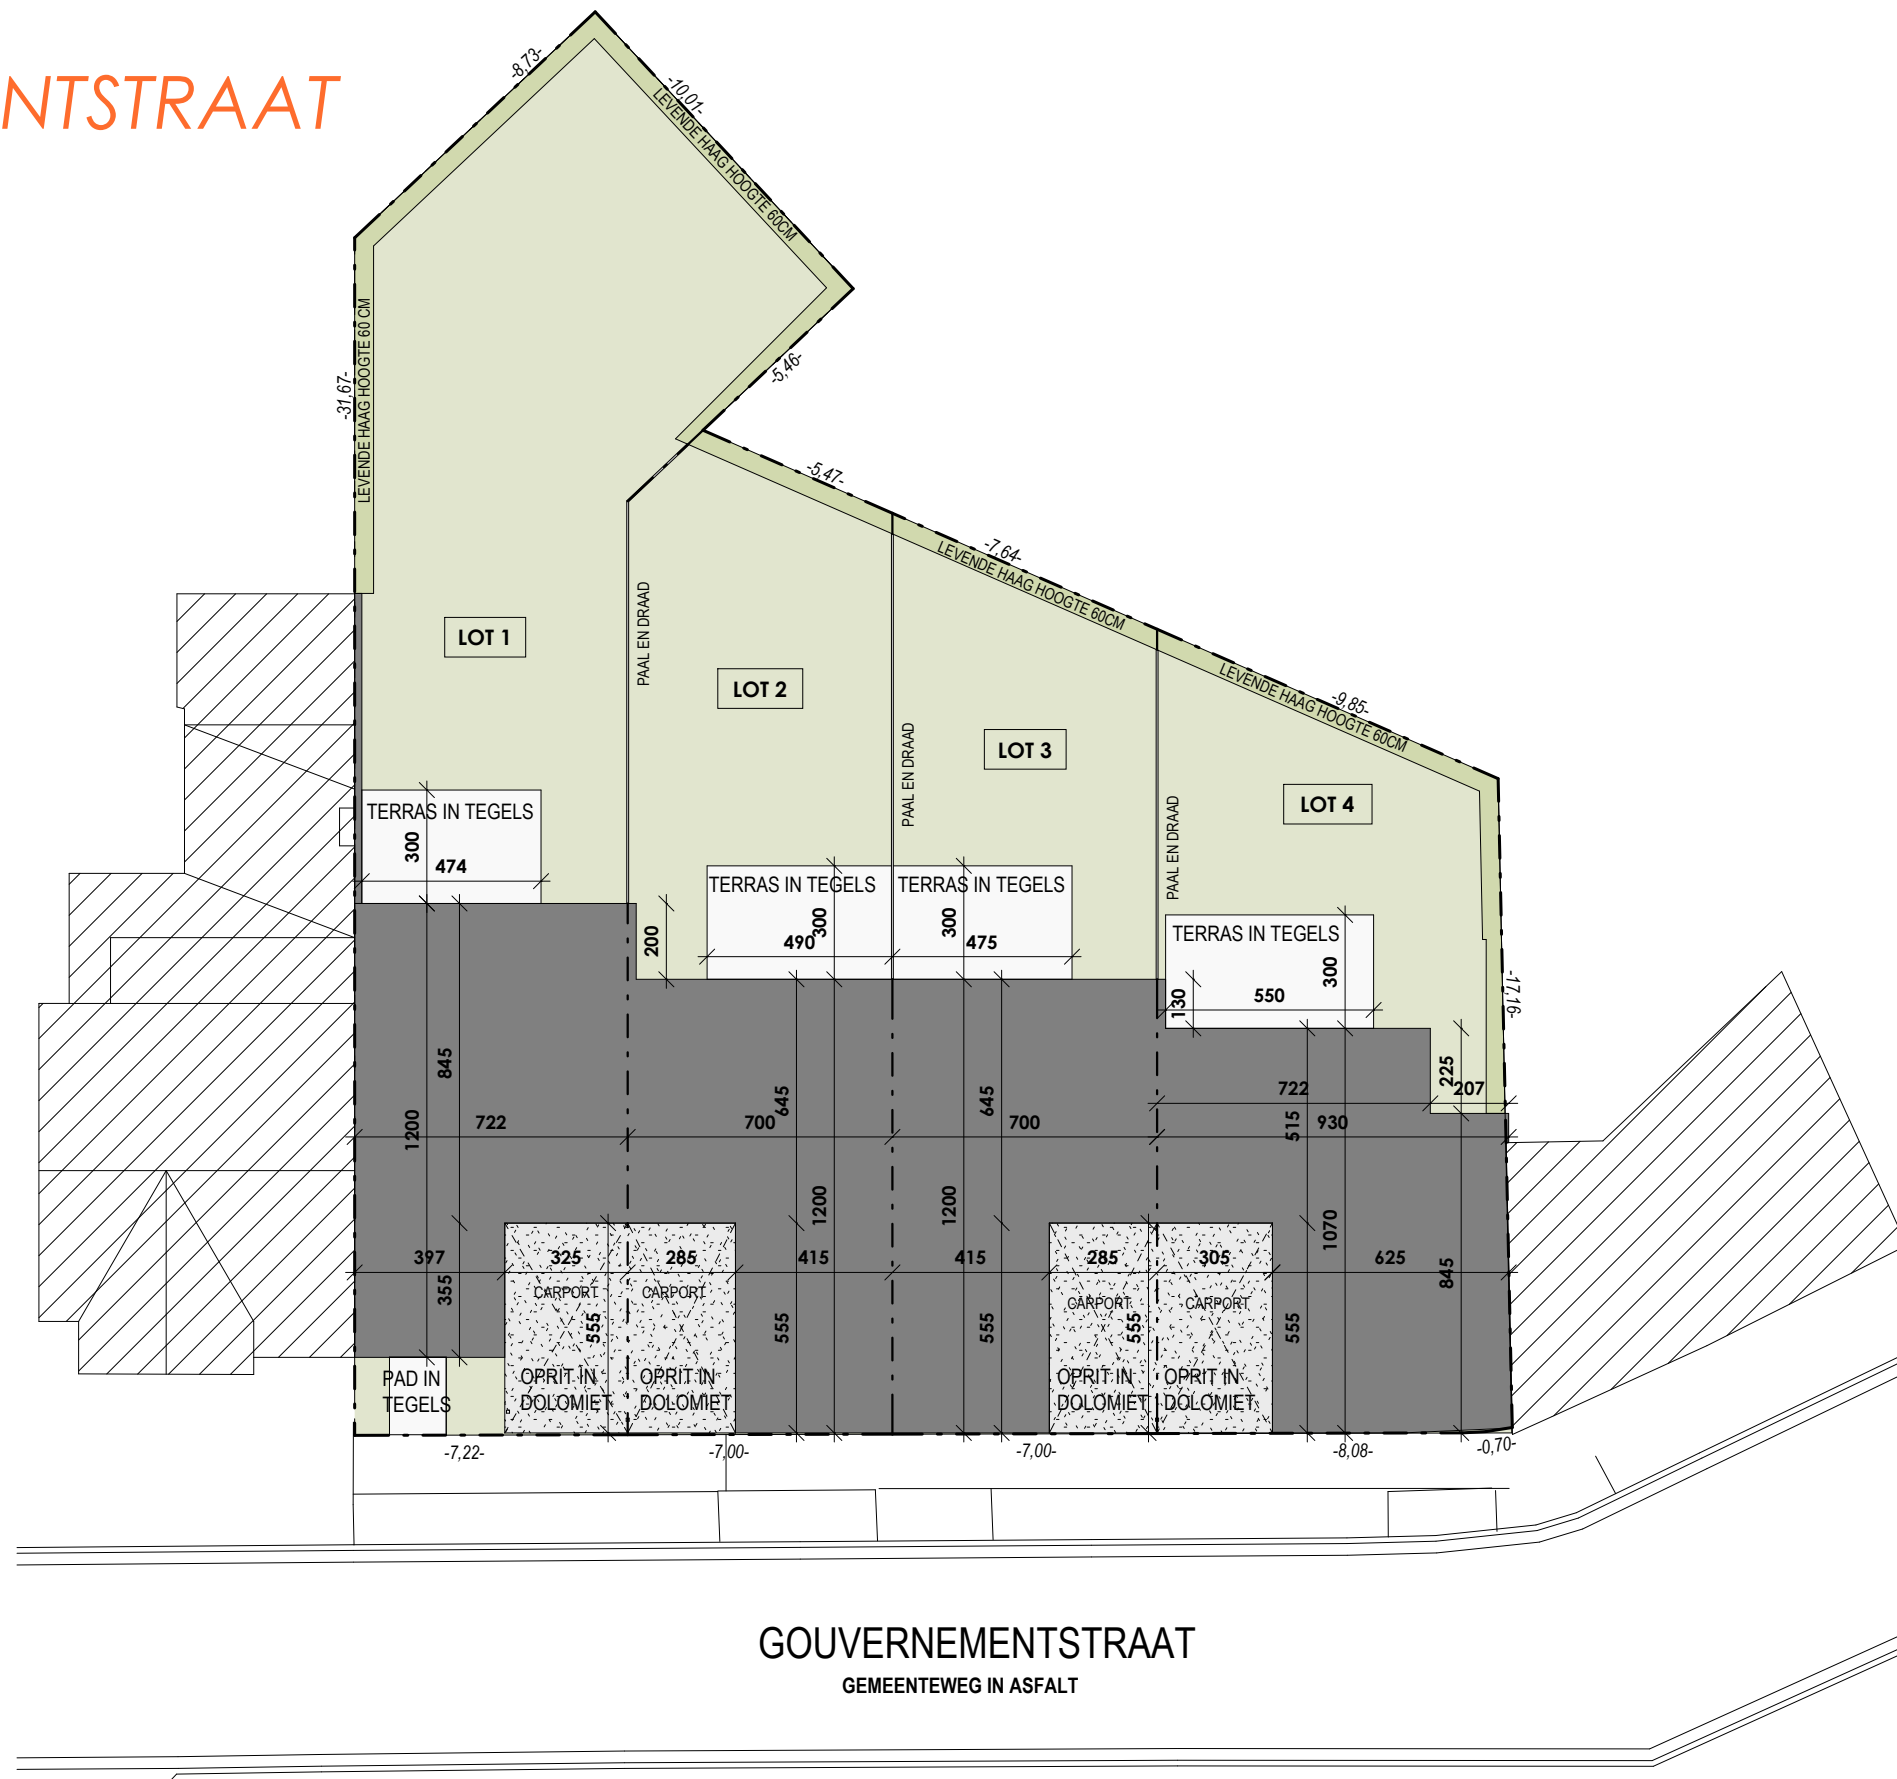 NTSTRAAT
-8,73-
-10,01-
LEVENDE HAAG HOOGTE 60CM
-31,67-
LEVENDE HAAG HOOGTE 60 CM
-5,46-
-5,47-
-7,64-
LEVENDE HAAG HOOGTE 60CM
-9,85-
LEVENDE HAAG HOOGTE 60CM
PAAL EN DRAAD
LOT 1
LOT 2
PAAL EN DRAAD
LOT 3
PAAL EN DRAAD
LOT 4
TERRAS IN TEGELS
300
474
TERRAS IN TEGELS
300
490
TERRAS IN TEGELS
300
475
TERRAS IN TEGELS
300
550
200
130
-17,16-
225
207
845
1200
722
645
700
645
700
722
515
930
1200
1200
1070
845
397
325
285
415
415
285
305
625
355
CARPORT
CARPORT
CARPORT
CARPORT
555
555
555
555
555
PAD IN
TEGELS
OPRIT IN
DOLOMIET
OPRIT IN
DOLOMIET
OPRIT IN
DOLOMIET
OPRIT IN
DOLOMIET
-7,22-
-7,00-
-7,00-
-8,08-
-0,70-
GOUVERNEMENTSTRAAT
GEMEENTEWEG IN ASFALT